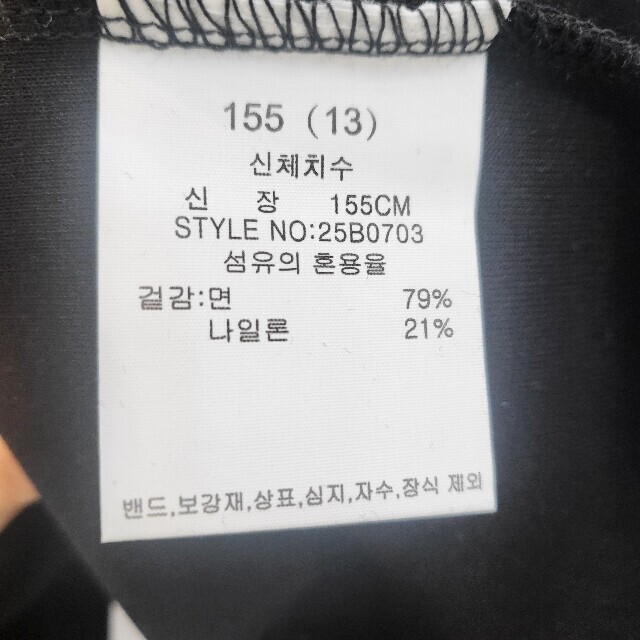 155 (13)
신체치수
신 장 155CM
STYLE NO:25B0703
섬유의 혼용율
겉감:면 79%
나일론 21%
밴드,보강재,상표,심지,자수,장식 제외